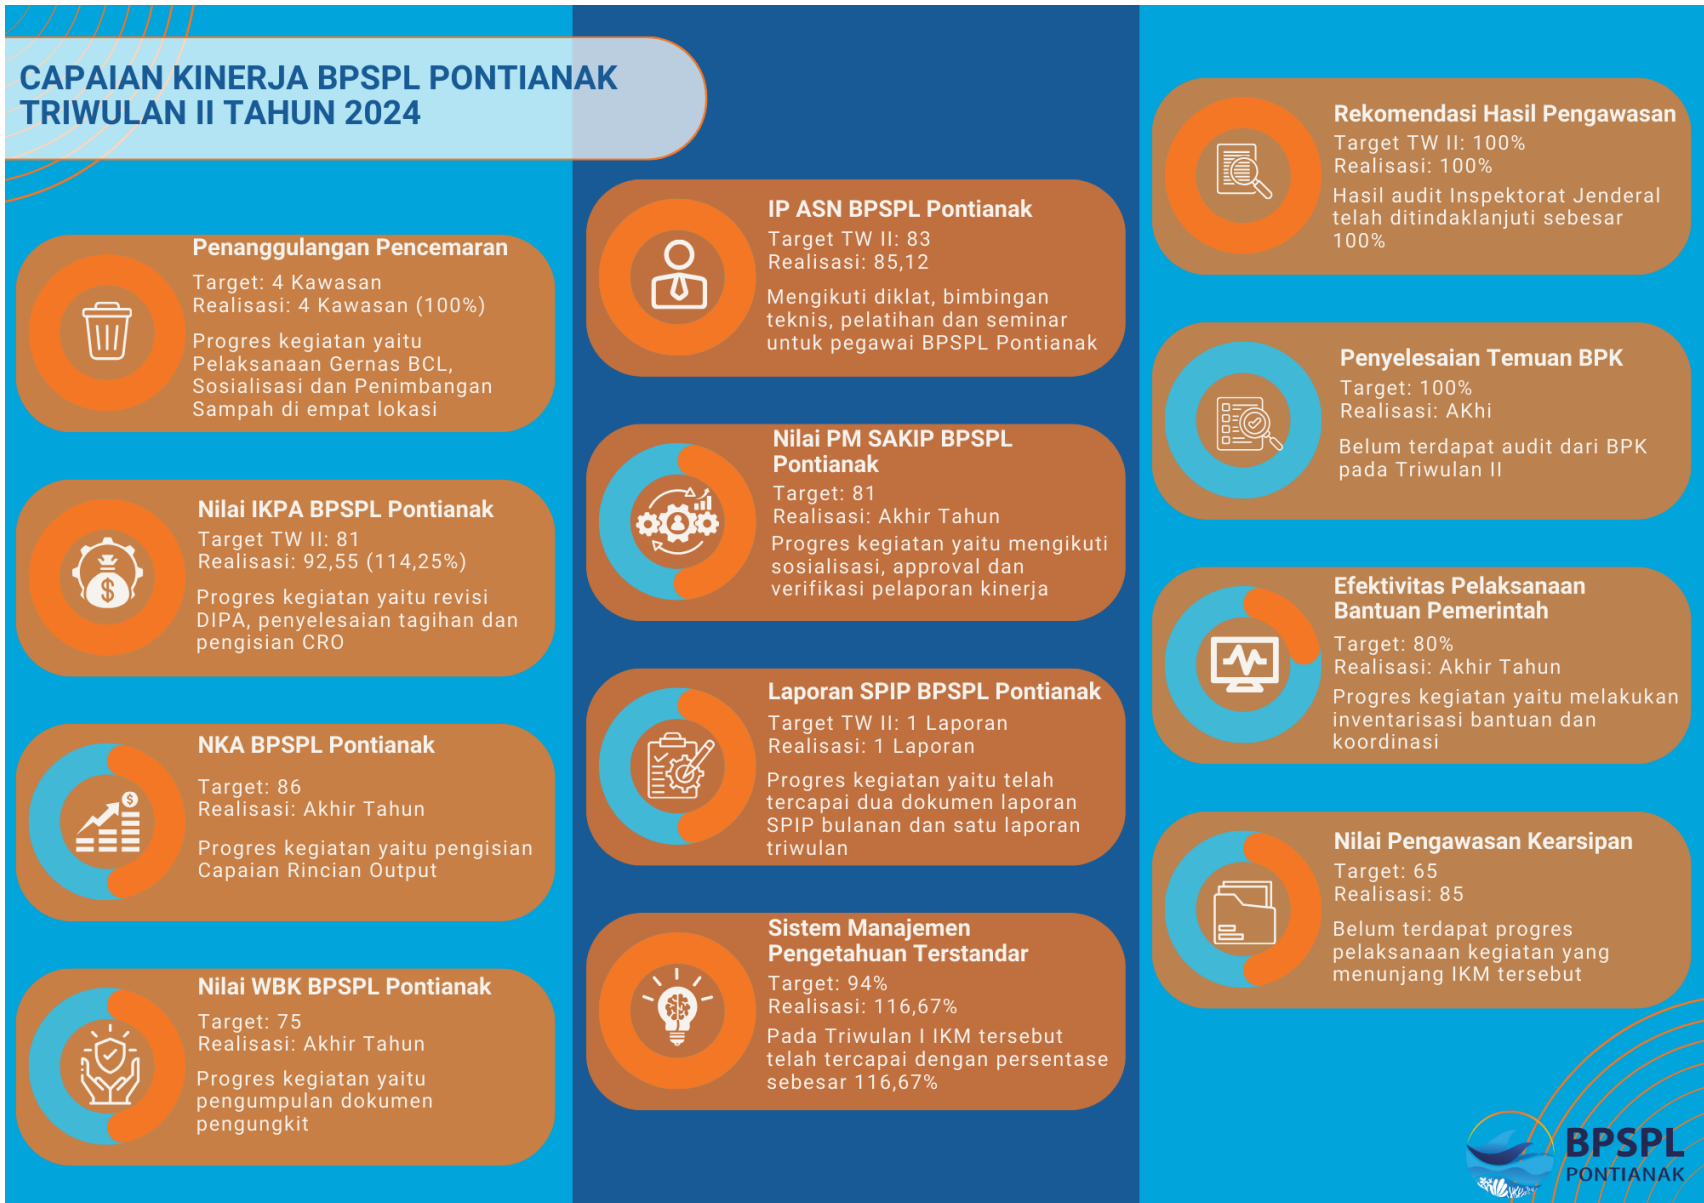 CAPAIAN KINERJA BPSPL PONTIANAK
TRIWULAN II TAHUN 2024
Penanggulangan Pencemaran
Target: 4 Kawasan
Realisasi: 4 Kawasan (100%)
Progres kegiatan yaitu
Pelaksanaan Gernas BCL,
Sosialisasi dan Penimbangan
Sampah di empat lokasi
Nilai IKPA BPSPL Pontianak
Target TW II: 81
Realisasi: 92,55 (114,25%)
Progres kegiatan yaitu revisi
DIPA, penyelesaian tagihan dan
pengisian CRO
NKA BPSPL Pontianak
Target: 86
Realisasi: Akhir Tahun
Progres kegiatan yaitu pengisian
Capaian Rincian Output
Nilai WBK BPSPL Pontianak
Target: 75
Realisasi: Akhir Tahun
Progres kegiatan yaitu
pengumpulan dokumen
pengungkit
IP ASN BPSPL Pontianak
Target TW II: 83
Realisasi: 85,12
Mengikuti diklat, bimbingan
teknis, pelatihan dan seminar
untuk pegawai BPSPL Pontianak
Nilai PM SAKIP BPSPL
Pontianak
Target: 81
Realisasi: Akhir Tahun
Progres kegiatan yaitu mengikuti
sosialisasi, approval dan
verifikasi pelaporan kinerja
Laporan SPIP BPSPL Pontianak
Target TW II: 1 Laporan
Realisasi: 1 Laporan
Progres kegiatan yaitu telah
tercapai dua dokumen laporan
SPIP bulanan dan satu laporan
triwulan
Sistem Manajemen
Pengetahuan Terstandar
Target: 94%
Realisasi: 116,67%
Pada Triwulan I IKM tersebut
telah tercapai dengan persentase
sebesar 116,67%
Rekomendasi Hasil Pengawasan
Target TW II: 100%
Realisasi: 100%
Hasil audit Inspektorat Jenderal
telah ditindaklanjuti sebesar
100%
Penyelesaian Temuan BPK
Target: 100%
Realisasi: AKhi
Belum terdapat audit dari BPK
pada Triwulan II
Efektivitas Pelaksanaan
Bantuan Pemerintah
Target: 80%
Realisasi: Akhir Tahun
Progres kegiatan yaitu melakukan
inventarisasi bantuan dan
koordinasi
Nilai Pengawasan Kearsipan
Target: 65
Realisasi: 85
Belum terdapat progres
pelaksanaan kegiatan yang
menunjang IKM tersebut
BPSPL
PONTIANAK